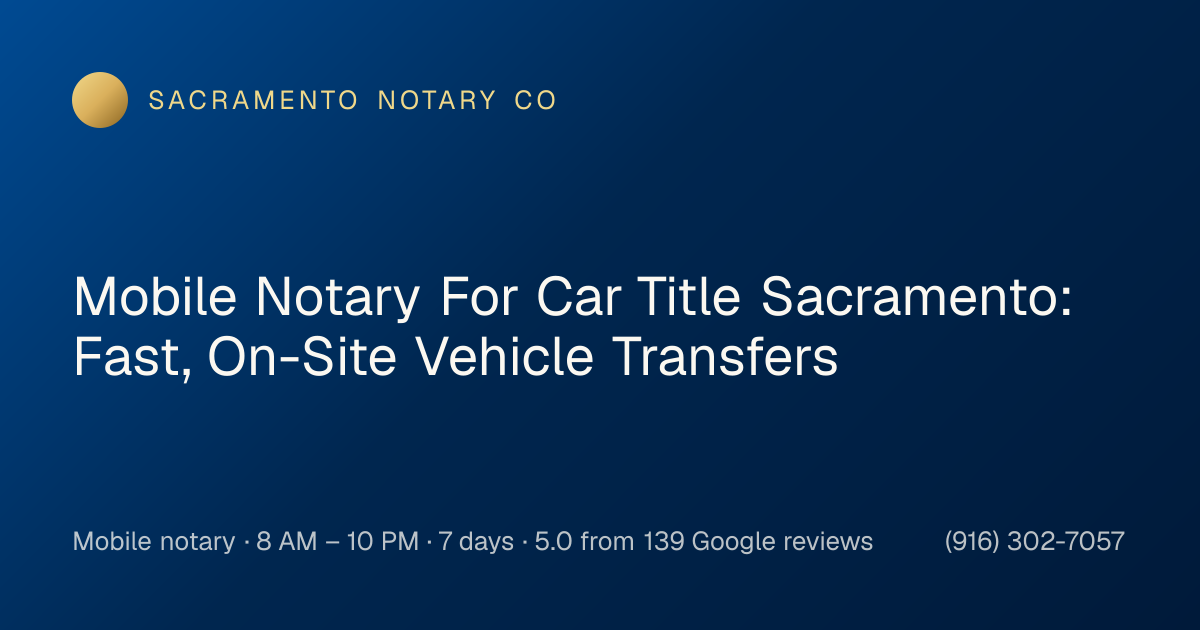 SACRAMENTO NOTARY CO
Mobile Notary For Car Title Sacramento:
Fast, On-Site Vehicle Transfers
Mobile notary · 8 AM – 10 PM · 7 days · 5.0 from 139 Google reviews (916) 302-7057